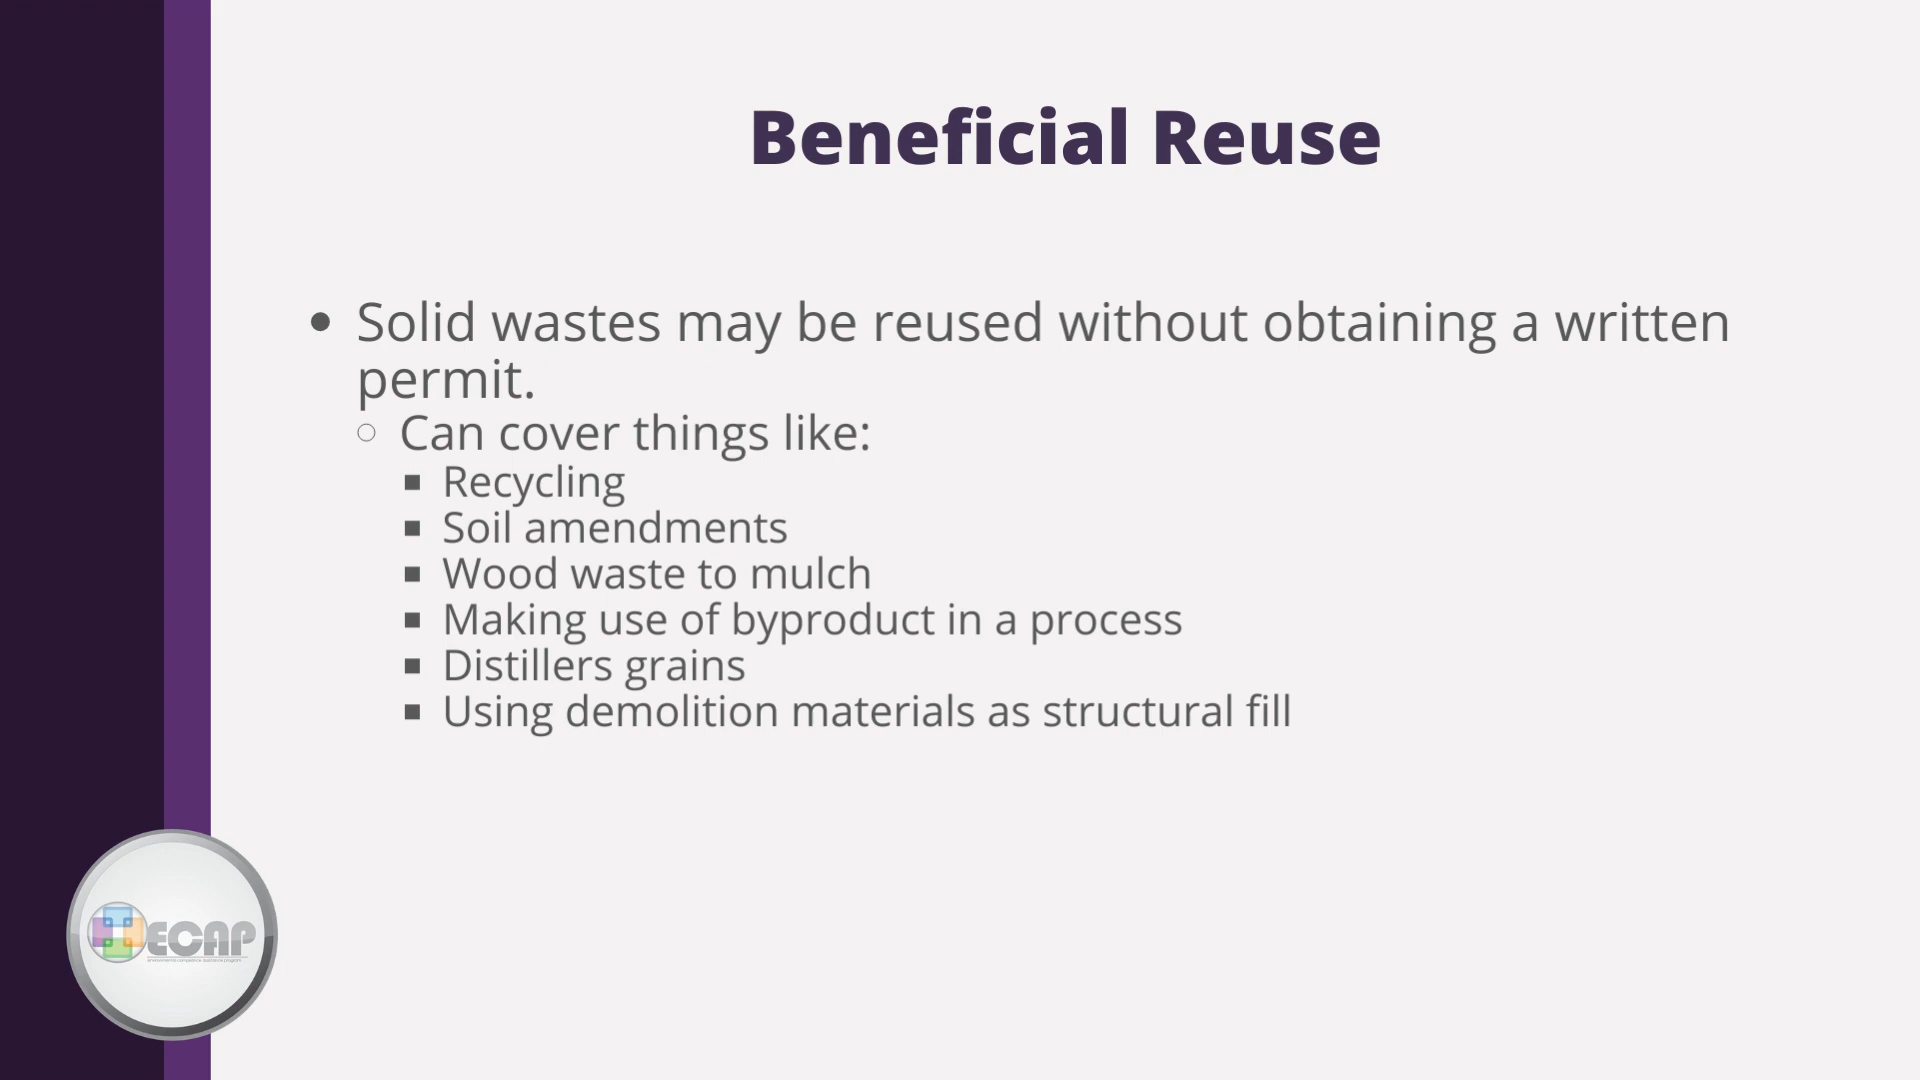 Beneficial Reuse
• Solid wastes may be reused without obtaining a written
permit.
○ Can cover things like:
▪ Recycling
▪ Soil amendments
▪ Wood waste to mulch
▪ Making use of byproduct in a process
▪ Distillers grains
▪ Using demolition materials as structural fill
ECAP